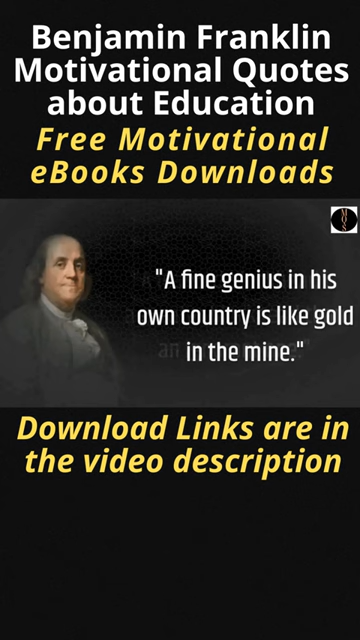 Benjamin Franklin
Motivational Quotes
about Education
Free Motivational
eBooks Downloads
"A fine genius in his
own country is like gold
in the mine."
Download Links are in
the video description